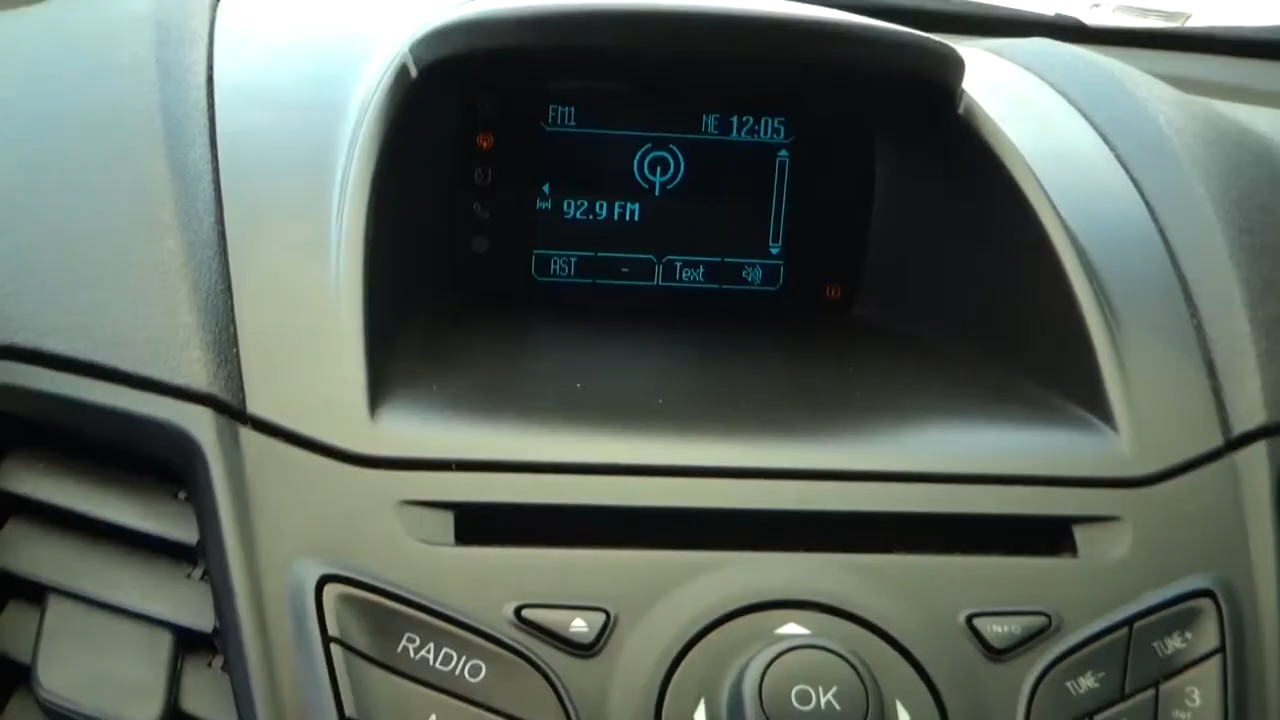 FM1
NE 12:05
92.9 FM
AST - Text
RADIO
INFO
OK
TUNE-
TUNE+
3